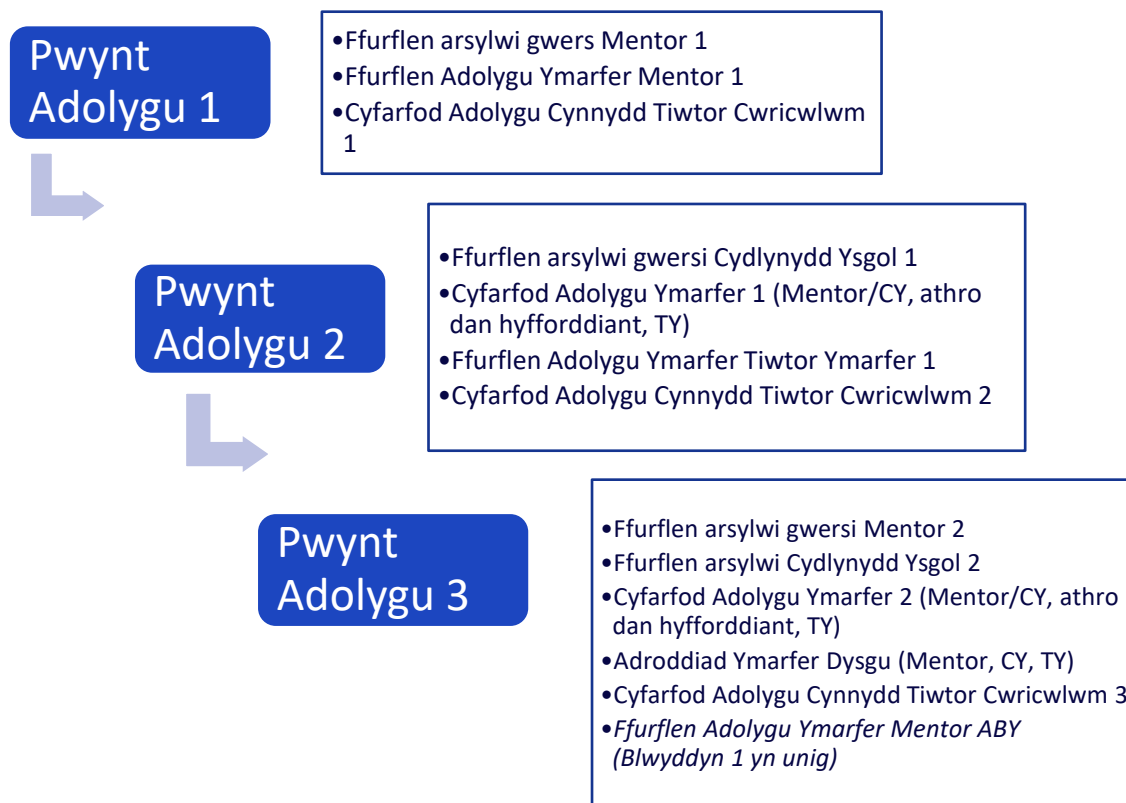 Pwynt
Adolygu 1
•Ffurflen arsylwi gwers Mentor 1
•Ffurflen Adolygu Ymarfer Mentor 1
•Cyfarfod Adolygu Cynnydd Tiwtor Cwricwlwm
1
Pwynt
Adolygu 2
•Ffurflen arsylwi gwersi Cydlynydd Ysgol 1
•Cyfarfod Adolygu Ymarfer 1 (Mentor/CY, athro
dan hyfforddiant, TY)
•Ffurflen Adolygu Ymarfer Tiwtor Ymarfer 1
•Cyfarfod Adolygu Cynnydd Tiwtor Cwricwlwm 2
Pwynt
Adolygu 3
•Ffurflen arsylwi gwersi Mentor 2
•Ffurflen arsylwi Cydlynydd Ysgol 2
•Cyfarfod Adolygu Ymarfer 2 (Mentor/CY, athro
dan hyfforddiant, TY)
•Adroddiad Ymarfer Dysgu (Mentor, CY, TY)
•Cyfarfod Adolygu Cynnydd Tiwtor Cwricwlwm 3
•Ffurflen Adolygu Ymarfer Mentor ABY
(Blwyddyn 1 yn unig)